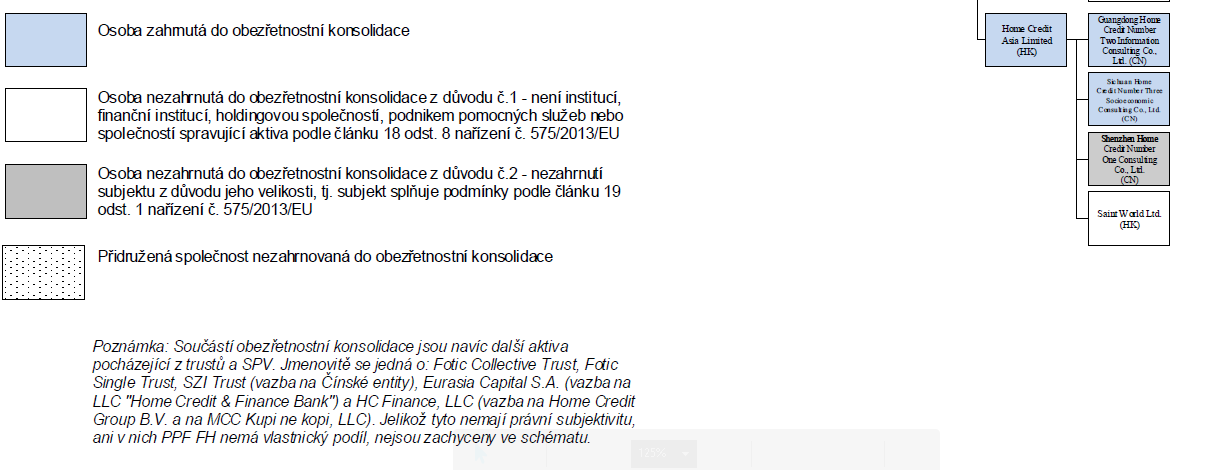 Osoba zahrnutá do obezřetnostní konsolidace
Osoba nezahrnutá do obezřetnostní konsolidace z důvodu č.1 - není institucí,
finanční institucí, holdingovou společností, podnikem pomocných služeb nebo
společností spravující aktiva podle článku 18 odst. 8 nařízení č. 575/2013/EU
Osoba nezahrnutá do obezřetnostní konsolidace z důvodu č.2 - nezahrnutí
subjektu z důvodu jeho velikosti, tj. subjekt splňuje podmínky podle článku 19
odst. 1 nařízení č. 575/2013/EU
Přidružená společnost nezahrnovaná do obezřetnostní konsolidace
Poznámka: Součástí obezřetnostní konsolidace jsou navíc další aktiva
pocházející z trustů a SPV. Jmenovitě se jedná o: Fotic Collective Trust, Fotic
Single Trust, SZI Trust (vazba na Čínské entity), Eurasia Capital S.A. (vazba na
LLC "Home Credit & Finance Bank") a HC Finance, LLC (vazba na Home Credit
Group B.V. a na MCC Kupi ne kopi, LLC). Jelikož tyto nemají právní subjektivitu,
ani v nich PPF FH nemá vlastnický podíl, nejsou zachyceny ve schématu.
Home Credit
Asia Limited
(HK)
Guangdong Home
Credit Number
Two Information
Consulting Co.,
Ltd. (CN)
Sichuan Home
Credit Number Three
Socioeconomic
Consulting Co., Ltd.
(CN)
Shenzhen Home
Credit Number
One Consulting
Co., Ltd.
(CN)
Saint World Ltd.
(HK)
125%